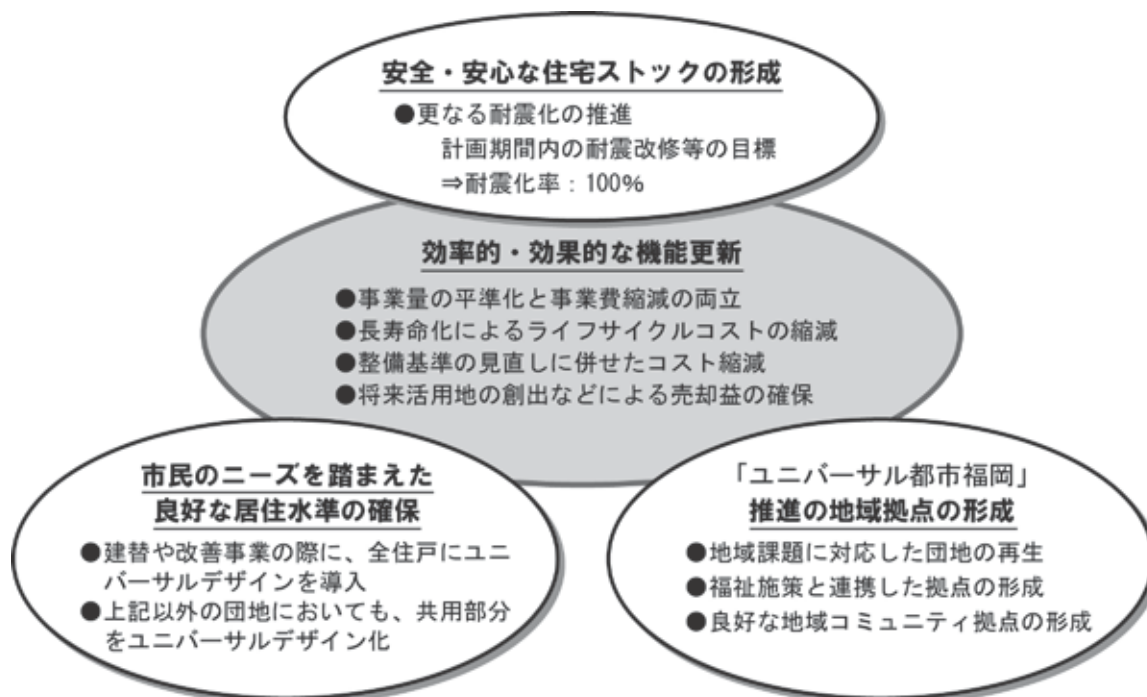 安全・安心な住宅ストックの形成
●更なる耐震化の推進
計画期間内の耐震改修等の目標
⇒耐震化率：100%
効率的・効果的な機能更新
●事業量の平準化と事業費縮減の両立
●長寿命化によるライフサイクルコストの縮減
●整備基準の見直しに併せたコスト縮減
●将来活用地の創出などによる売却益の確保
市民のニーズを踏まえた
良好な居住水準の確保
●建替や改善事業の際に、全住戸にユニ
バーサルデザインを導入
●上記以外の団地においても、共用部分
をユニバーサルデザイン化
「ユニバーサル都市福岡」
推進の地域拠点の形成
●地域課題に対応した団地の再生
●福祉施策と連携した拠点の形成
●良好な地域コミュニティ拠点の形成